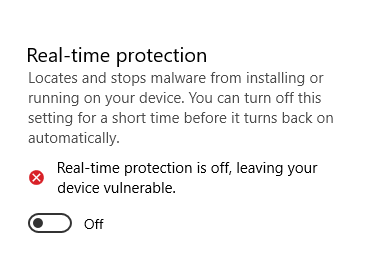 Real-time protection
Locates and stops malware from installing or
running on your device. You can turn off this
setting for a short time before it turns back on
automatically.
Real-time protection is off, leaving your
device vulnerable.
Off